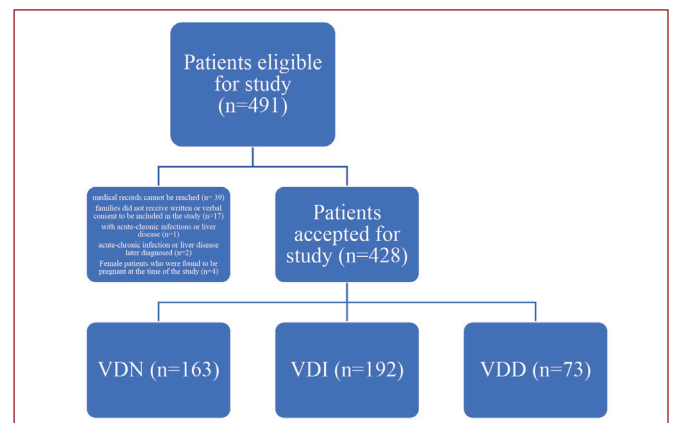 Patients eligible
for study
(n=491)
medical records cannot be reached (n= 39)
families did not receive written or verbal
consent to be included in the study (n=17)
with acute-chronic infections or liver
disease (n=1)
acute-chronic infection or liver disease
later diagnosed (n=2)
Female patients who were found to be
pregnant at the time of the study (n=4)
Patients
accepted for
study (n=428)
VDN (n=163)
VDI (n=192)
VDD (n=73)